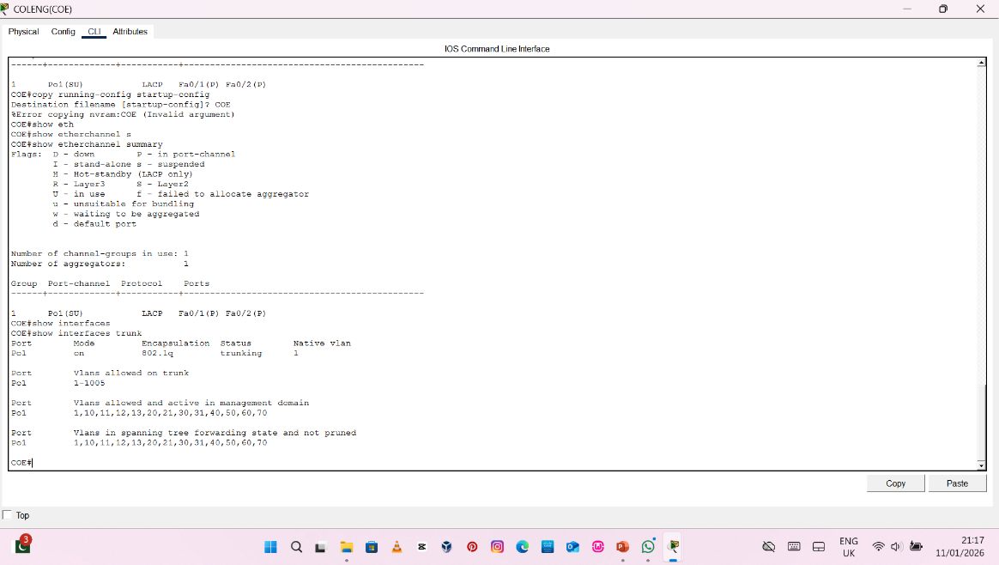 COLENG(COE)
Physical Config CLI Attributes
IOS Command Line Interface
------+-------------+-----------+----------------------------------------------
1      Po1(SU)           LACP   Fa0/1(P) Fa0/2(P)
COE#copy running-config startup-config
Destination filename [startup-config]? COE
%Error copying nvram:COE (Invalid argument)
COE#show eth
COE#show etherchannel s
COE#show etherchannel summary
Flags:  D - down        P - in port-channel
        I - stand-alone s - suspended
        H - Hot-standby (LACP only)
        R - Layer3      S - Layer2
        U - in use      f - failed to allocate aggregator
        u - unsuitable for bundling
        w - waiting to be aggregated
        d - default port
Number of channel-groups in use: 1
Number of aggregators:           1
Group  Port-channel  Protocol    Ports
------+-------------+-----------+----------------------------------------------
1      Po1(SU)           LACP   Fa0/1(P) Fa0/2(P)
COE#show interfaces
COE#show interfaces trunk
Port        Mode         Encapsulation  Status        Native vlan
Po1         on           802.1q         trunking      1
Port        Vlans allowed on trunk
Po1         1-1005
Port        Vlans allowed and active in management domain
Po1         1,10,11,12,13,20,21,30,31,40,50,60,70
Port        Vlans in spanning tree forwarding state and not pruned
Po1         1,10,11,12,13,20,21,30,31,40,50,60,70
COE#
Copy Paste
Top
3
ENG
UK
21:17
11/01/2026